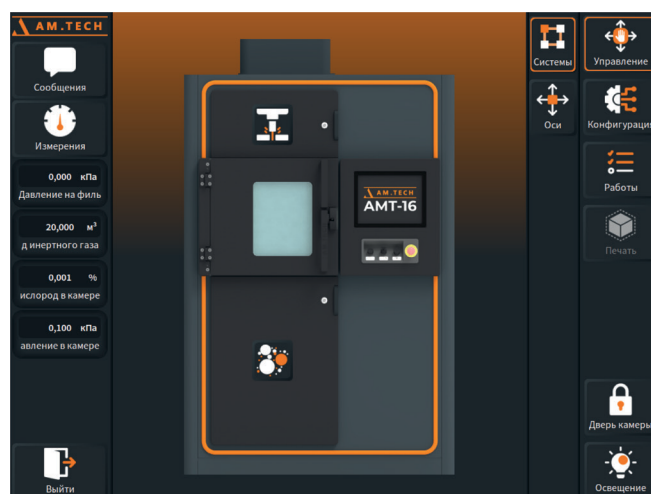 AM.TECH
Сообщения
Измерения
0,000 кПа
Давление на филь
20,000 м³
д инертного газа
0,001 %
ислород в камере
0,100 кПа
авление в камере
Выйти
AM.TECH
AMT-16
Системы
Оси
Управление
Конфигурация
Работы
Печать
Дверь камеры
Освещение